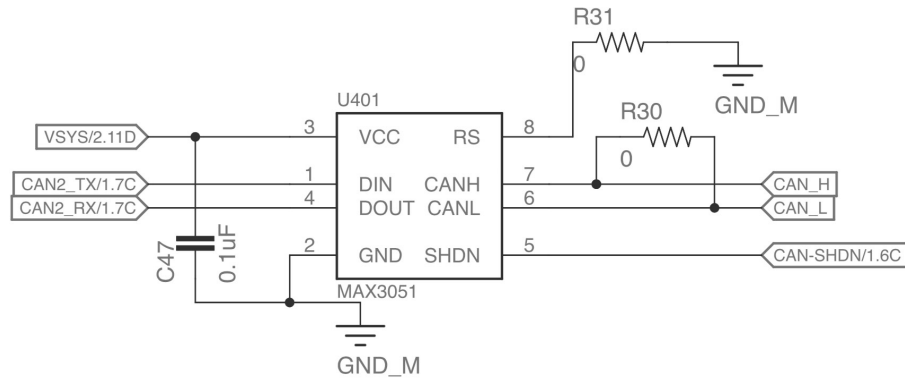 R31
0
GND_M
U401
R30
0
VSYS/2.11D
3
VCC
RS
8
CAN2_TX/1.7C
1
DIN
CANH
7
CAN_H
CAN2_RX/1.7C
4
DOUT
CANL
6
CAN_L
C47
0.1uF
2
GND
SHDN
5
CAN-SHDN/1.6C
MAX3051
GND_M